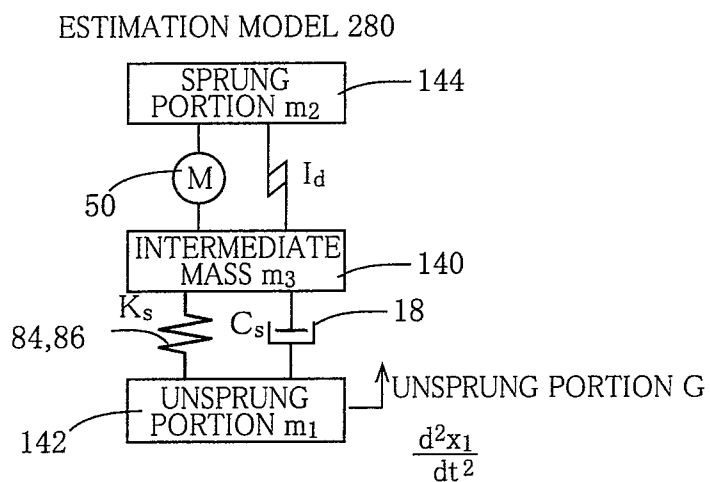 ESTIMATION MODEL 280
SPRUNG
PORTION m2
144
M
50
Id
INTERMEDIATE
MASS m3
140
Ks
Cs
18
84,86
UNSPRUNG
PORTION m1
142
UNSPRUNG PORTION G
d²x1
dt²